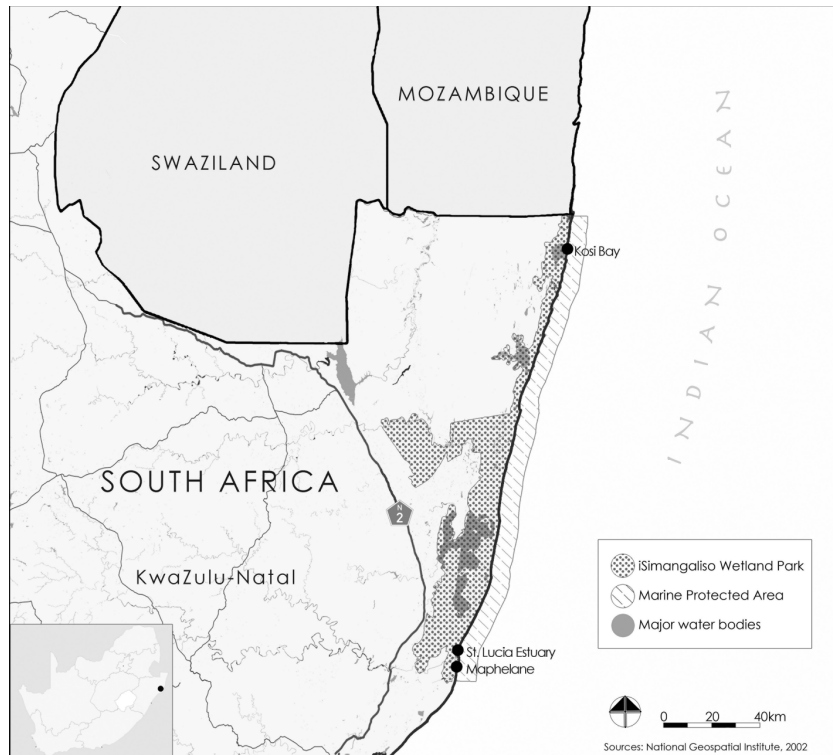 MOZAMBIQUE
SWAZILAND
INDIAN OCEAN
Kosi Bay
SOUTH AFRICA
N
2
KwaZulu-Natal
iSimangaliso Wetland Park
Marine Protected Area
Major water bodies
St. Lucia Estuary
Maphelane
0 20 40km
Sources: National Geospatial Institute, 2002